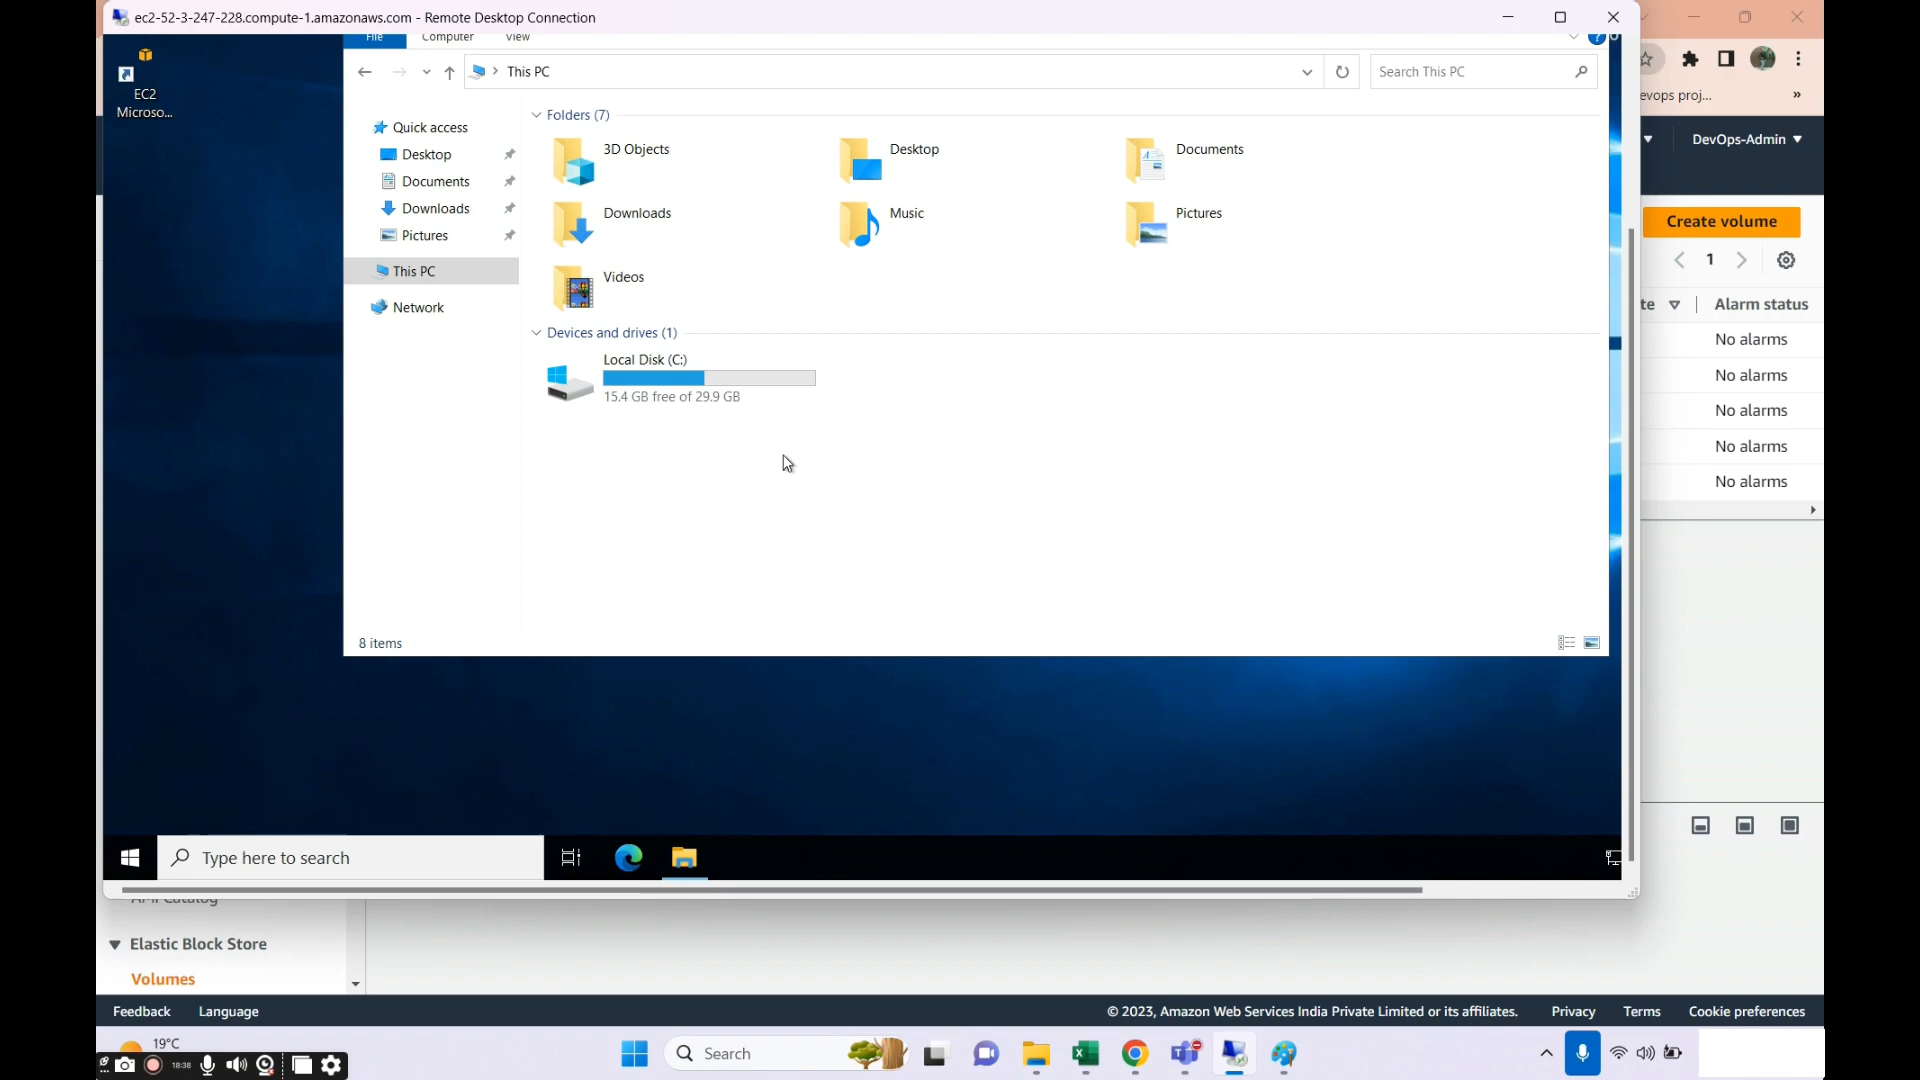 ec2-52-3-247-228.compute-1.amazonaws.com - Remote Desktop Connection
File Computer View
This PC
Search This PC
EC2
Microso...
Quick access
Desktop
Documents
Downloads
Pictures
This PC
Network
Folders (7)
3D Objects
Desktop
Documents
Downloads
Music
Pictures
Videos
Devices and drives (1)
Local Disk (C:)
15.4 GB free of 29.9 GB
8 items
Type here to search
evops proj...
»
DevOps-Admin
Create volume
1
te
Alarm status
No alarms
No alarms
No alarms
No alarms
No alarms
AMI Catalog
Elastic Block Store
Volumes
Feedback Language
© 2023, Amazon Web Services India Private Limited or its affiliates. Privacy Terms Cookie preferences
19°C
18:38
Search